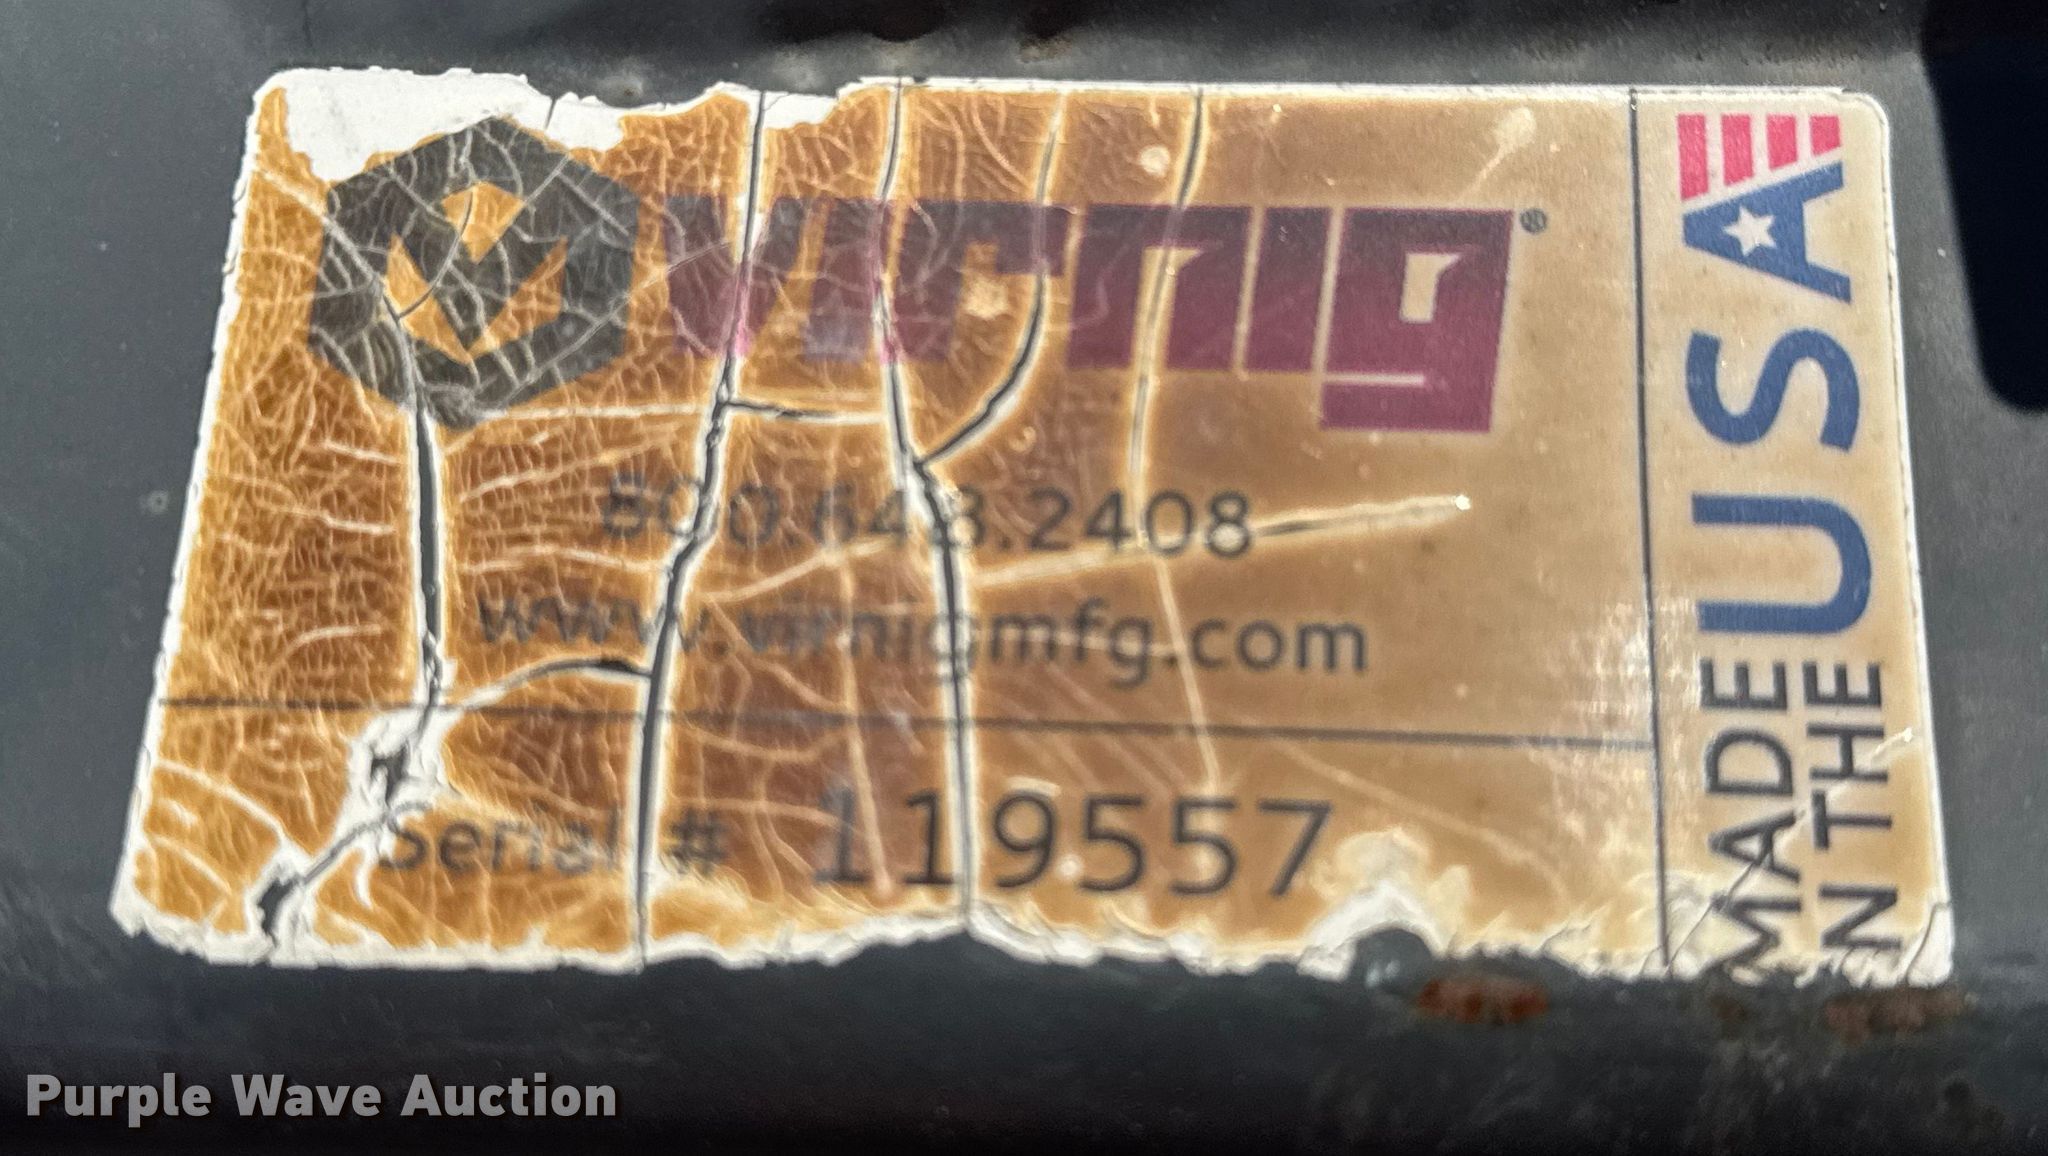 virnig®
800.648.2408
www.virnigmfg.com
Serial # 119557
MADE
IN THE
USA
Purple Wave Auction